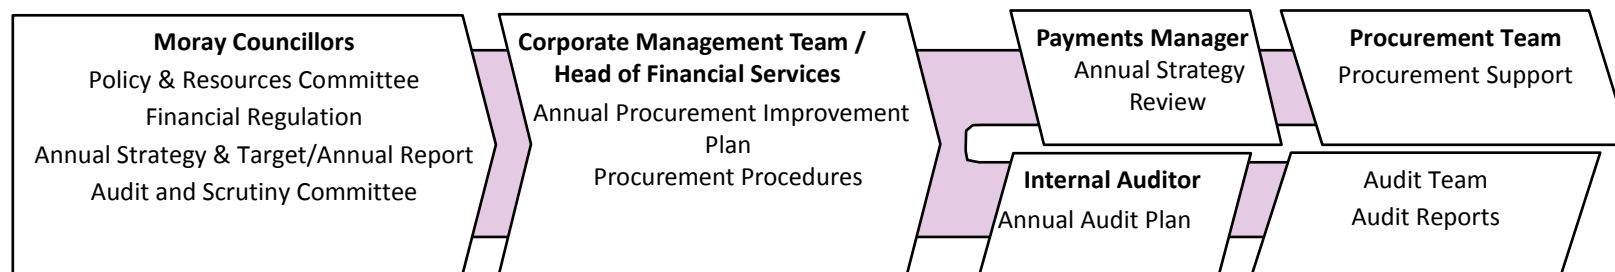 Moray Councillors
Policy & Resources Committee
Financial Regulation
Annual Strategy & Target/Annual Report
Audit and Scrutiny Committee
Corporate Management Team /
Head of Financial Services
Annual Procurement Improvement
Plan
Procurement Procedures
Payments Manager
Annual Strategy
Review
Procurement Team
Procurement Support
Internal Auditor
Annual Audit Plan
Audit Team
Audit Reports